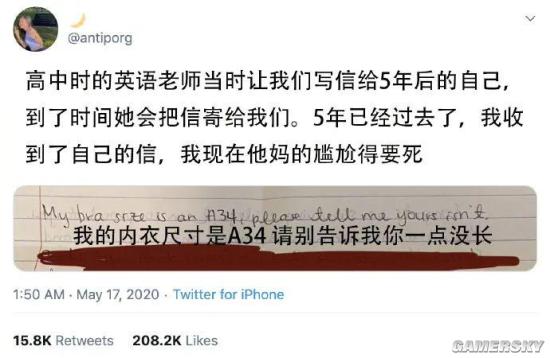 @antiporg
高中时的英语老师当时让我们写信给5年后的自己，
到了时间她会把信寄给我们。5年已经过去了，我收
到了自己的信，我现在他妈的尴尬得要死
My bra size is an A34, please tell me yours isn't.
我的内衣尺寸是A34 请别告诉我你一点没长
1:50 AM · May 17, 2020 · Twitter for iPhone
15.8K Retweets 208.2K Likes
GAMERSKY